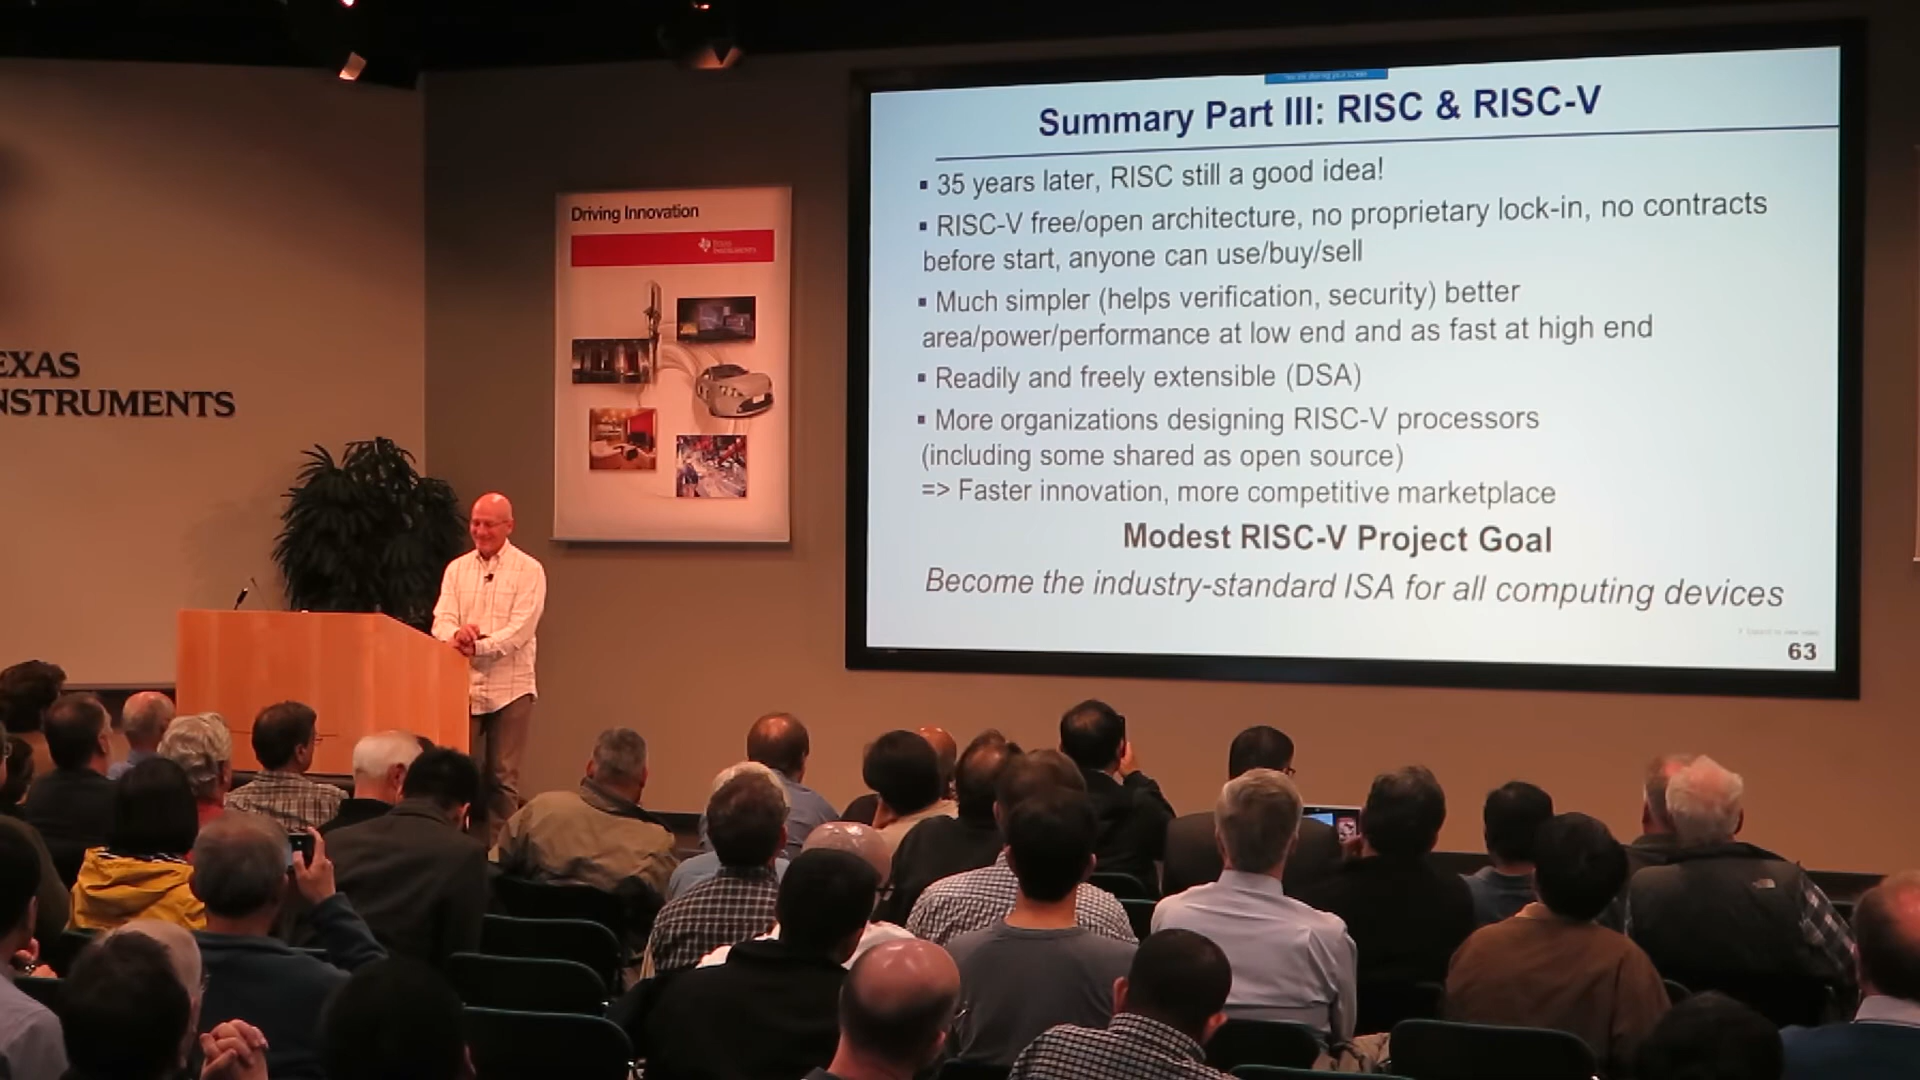 Summary Part III: RISC & RISC-V
▪ 35 years later, RISC still a good idea!
▪ RISC-V free/open architecture, no proprietary lock-in, no contracts
before start, anyone can use/buy/sell
▪ Much simpler (helps verification, security) better
area/power/performance at low end and as fast at high end
▪ Readily and freely extensible (DSA)
▪ More organizations designing RISC-V processors
(including some shared as open source)
=> Faster innovation, more competitive marketplace
Modest RISC-V Project Goal
Become the industry-standard ISA for all computing devices
63
Driving Innovation
TEXAS
INSTRUMENTS
EXAS
NSTRUMENTS